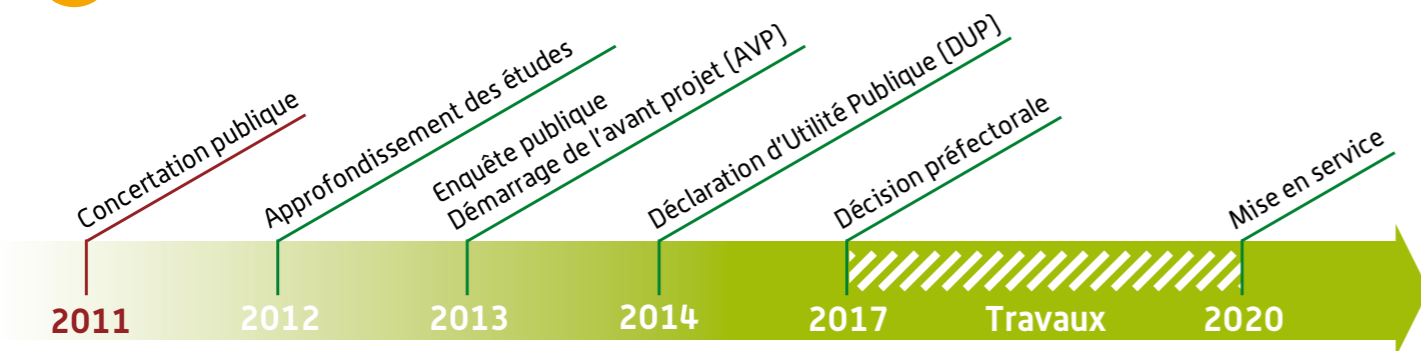 Concertation publique
Approfondissement des études
Enquête publique
Démarrage de l'avant projet (AVP)
Déclaration d'Utilité Publique (DUP)
Décision préfectorale
Mise en service
2011
2012
2013
2014
2017
Travaux
2020